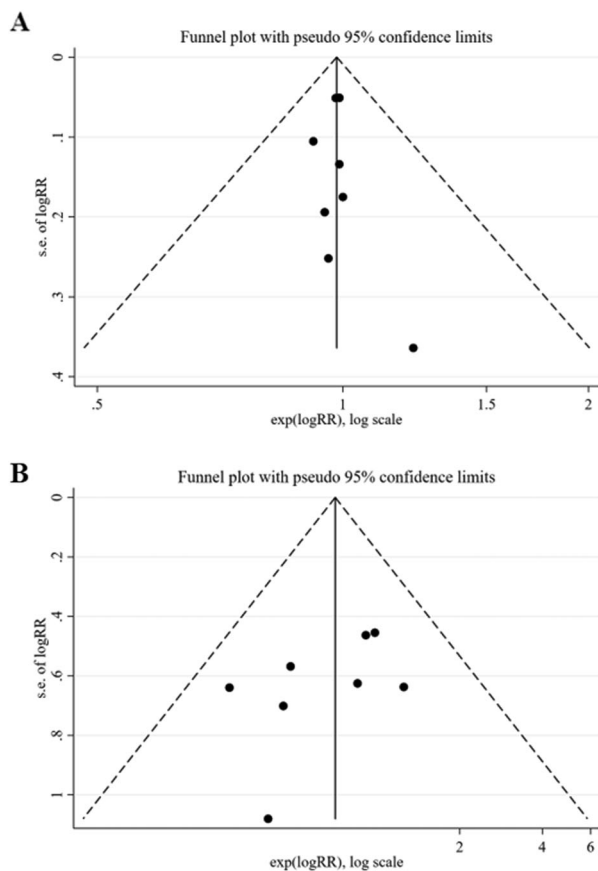 A
Funnel plot with pseudo 95% confidence limits
s.e. of logRR
0
.1
.2
.3
.4
.5
1
1.5
2
exp(logRR), log scale
B
Funnel plot with pseudo 95% confidence limits
s.e. of logRR
0
.2
.4
.6
.8
1
2
4
6
exp(logRR), log scale